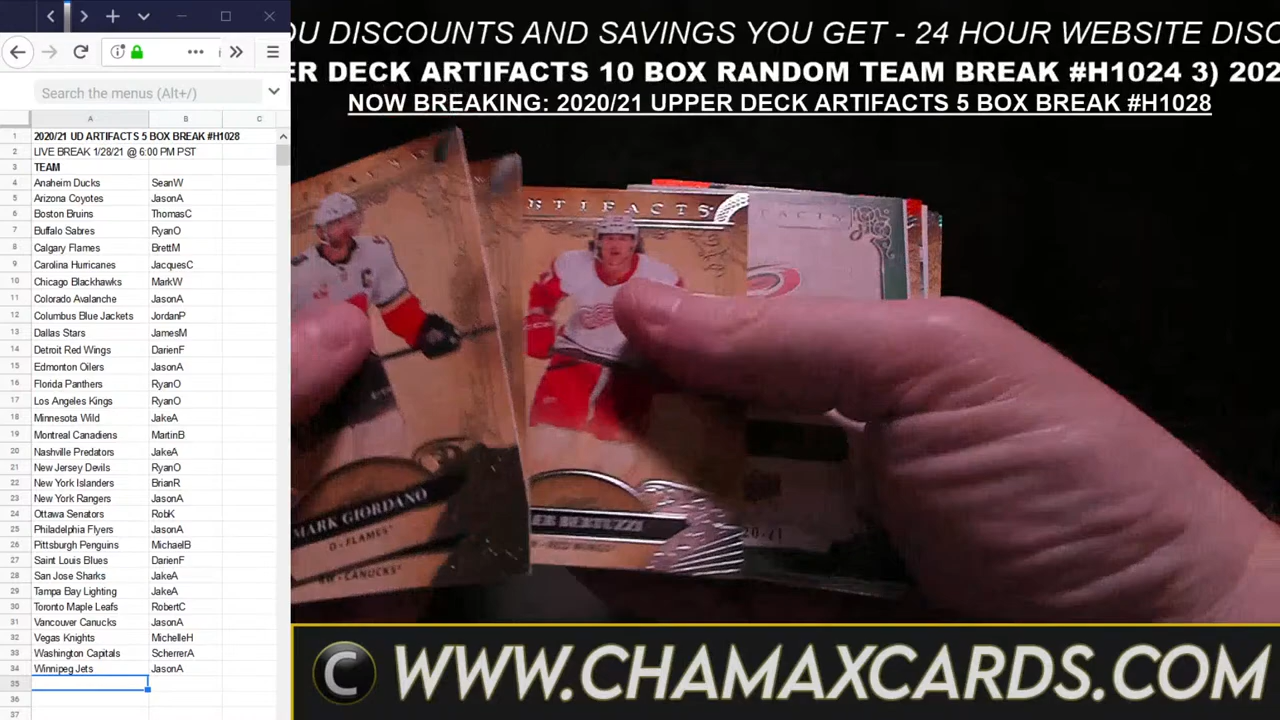 OU DISCOUNTS AND SAVINGS YOU GET - 24 HOUR WEBSITE DISC
ER DECK ARTIFACTS 10 BOX RANDOM TEAM BREAK #H1024 3) 202
NOW BREAKING: 2020/21 UPPER DECK ARTIFACTS 5 BOX BREAK #H1028
Search the menus (Alt+/)
A B C
1 2020/21 UD ARTIFACTS 5 BOX BREAK #H1028
2 LIVE BREAK 1/28/21 @ 6:00 PM PST
3 TEAM
4 Anaheim Ducks SeanW
5 Arizona Coyotes JasonA
6 Boston Bruins ThomasC
7 Buffalo Sabres RyanO
8 Calgary Flames BrettM
9 Carolina Hurricanes JacquesC
10 Chicago Blackhawks MarkW
11 Colorado Avalanche JasonA
12 Columbus Blue Jackets JordanP
13 Dallas Stars JamesM
14 Detroit Red Wings DarienF
15 Edmonton Oilers JasonA
16 Florida Panthers RyanO
17 Los Angeles Kings RyanO
18 Minnesota Wild JakeA
19 Montreal Canadiens MartinB
20 Nashville Predators JakeA
21 New Jersey Devils RyanO
22 New York Islanders BrianR
23 New York Rangers JasonA
24 Ottawa Senators RobK
25 Philadelphia Flyers JasonA
26 Pittsburgh Penguins MichaelB
27 Saint Louis Blues DarienF
28 San Jose Sharks JakeA
29 Tampa Bay Lighting JakeA
30 Toronto Maple Leafs RobertC
31 Vancouver Canucks JasonA
32 Vegas Knights MichelleH
33 Washington Capitals ScherrerA
34 Winnipeg Jets JasonA
35
36
37
RTIFACTS
MARK GIORDANO
D - FLAMES
RW - CANUCKS
ER BERTUZZI
RED WINGS
C WWW.CHAMAXCARDS.COM